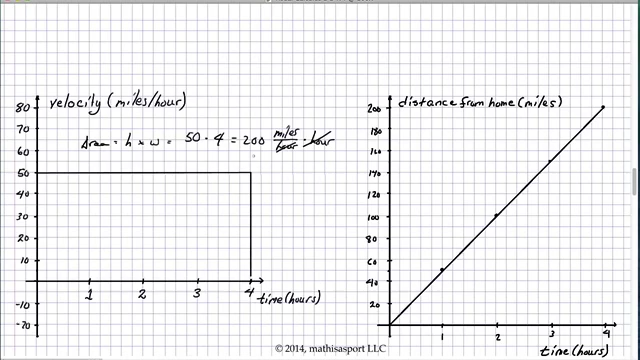 velocity (miles/hour)
Area = h × w = 50 · 4 = 200 miles/hour · hour
80
70
60
50
40
30
20
10
-10
-20
1 2 3 4
time (hours)
distance from home (miles)
200
180
160
140
120
100
80
60
40
20
1 2 3 4
time (hours)
© 2014, mathisasport LLC